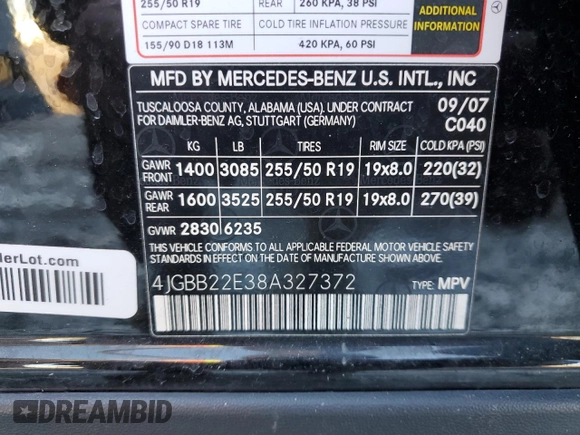 255/50 R19 REAR 260 KPA, 38 PSI
COMPACT SPARE TIRE COLD TIRE INFLATION PRESSURE
155/90 D18 113M 420 KPA, 60 PSI
ADDITIONAL
INFORMATION
MFD BY MERCEDES-BENZ U.S. INTL., INC
TUSCALOOSA COUNTY, ALABAMA (USA), UNDER CONTRACT
FOR DAIMLER-BENZ AG, STUTTGART (GERMANY)
09/07
C040
KG LB TIRES RIM SIZE COLD KPA (PSI)
GAWR FRONT 1400 3085 255/50 R19 19x8.0 220(32)
GAWR REAR 1600 3525 255/50 R19 19x8.0 270(39)
GVWR 2830 6235
THIS VEHICLE CONFORMS TO ALL APPLICABLE FEDERAL MOTOR VEHICLE SAFETY
STANDARDS IN EFFECT ON THE DATE OF MANUFACTURE SHOWN ABOVE.
4JGBB22E38A327372 TYPE: MPV
lerLot.com
DREAMBID